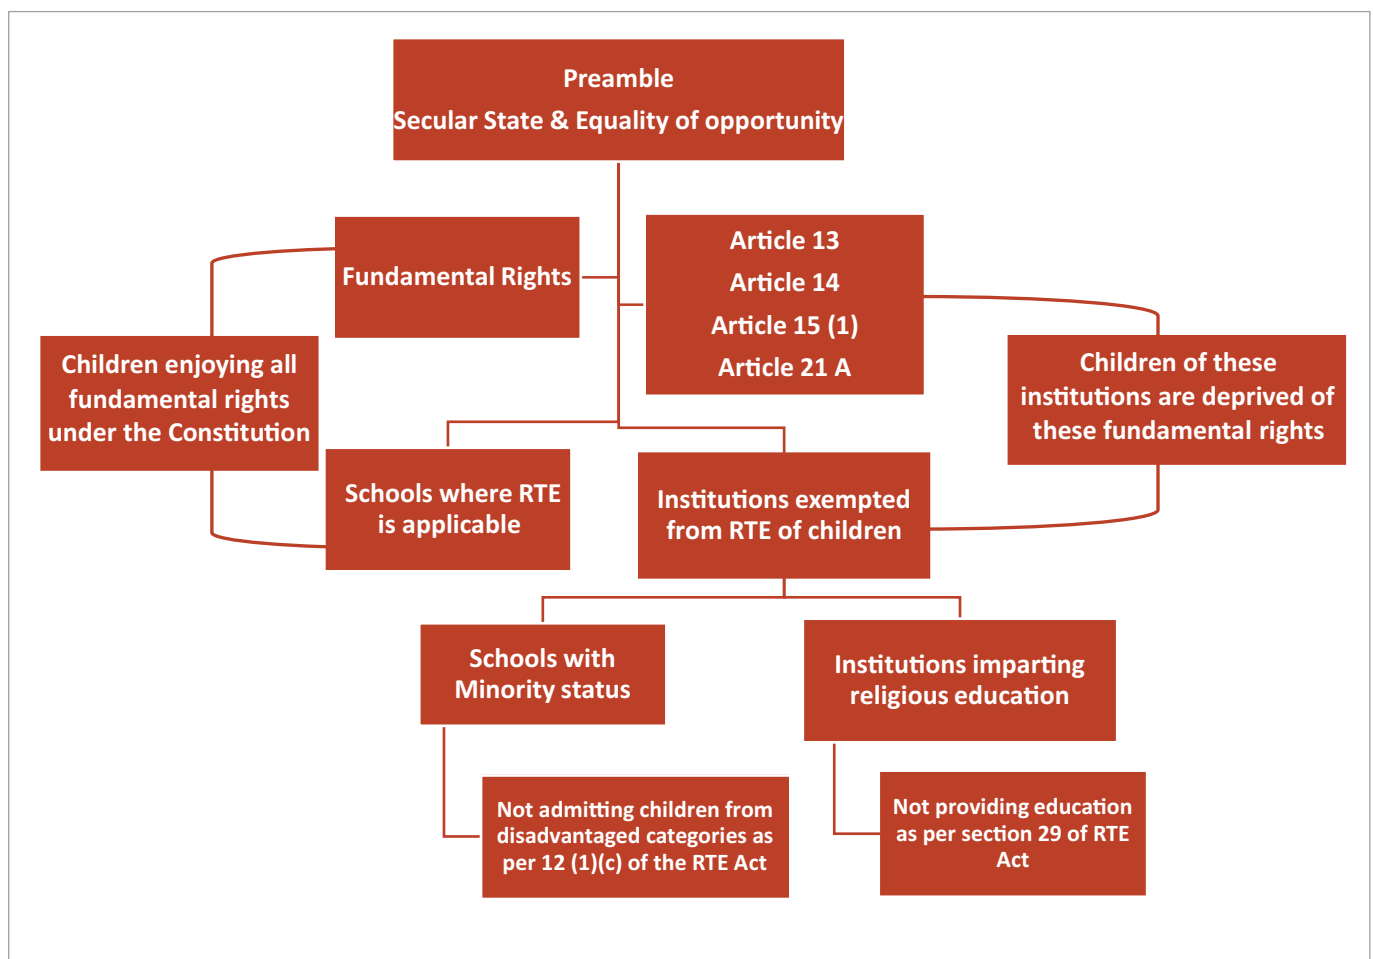 Preamble
Secular State & Equality of opportunity
Fundamental Rights
Article 13
Article 14
Article 15 (1)
Article 21 A
Children enjoying all
fundamental rights
under the Constitution
Children of these
institutions are deprived of
these fundamental rights
Schools where RTE
is applicable
Institutions exempted
from RTE of children
Schools with
Minority status
Institutions imparting
religious education
Not admitting children from
disadvantaged categories as
per 12 (1)(c) of the RTE Act
Not providing education
as per section 29 of RTE
Act